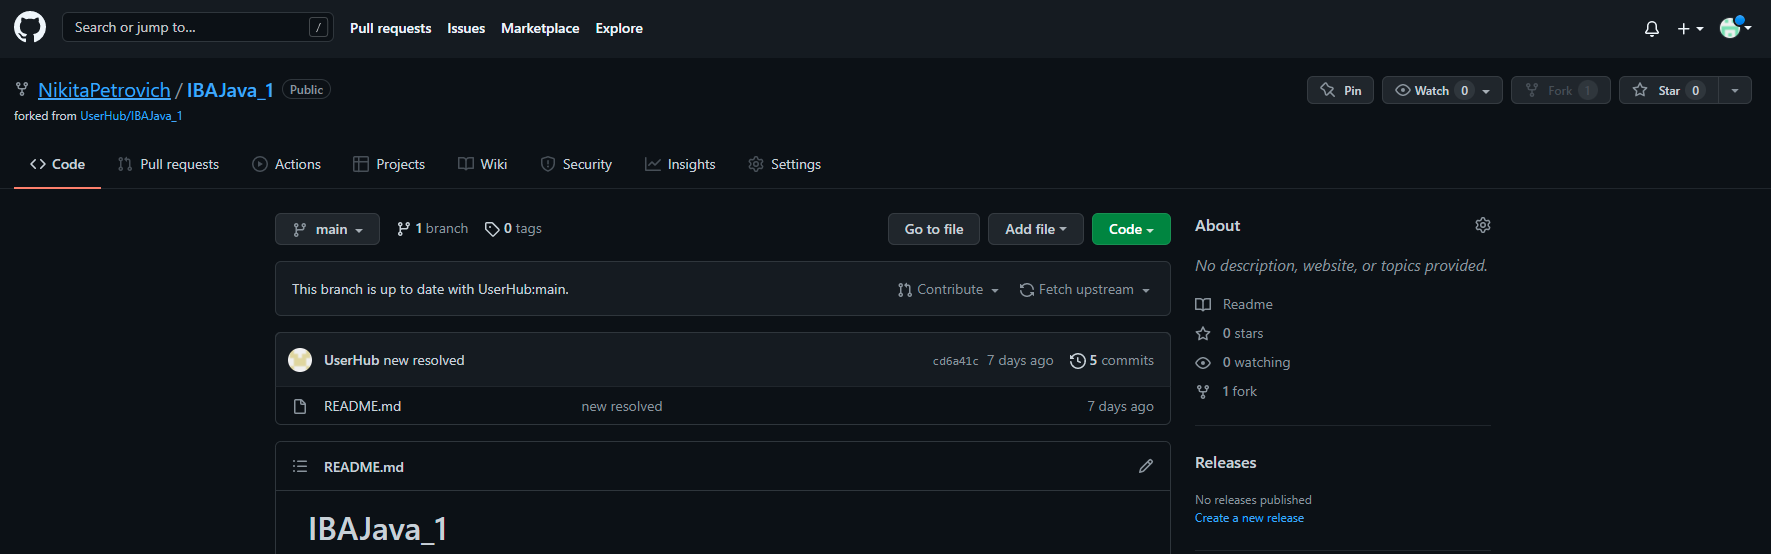 Search or jump to... / Pull requests Issues Marketplace Explore
NikitaPetrovich / IBAJava_1 Public Pin Watch 0 Fork 1 Star 0
forked from UserHub/IBAJava_1
Code Pull requests Actions Projects Wiki Security Insights Settings
main 1 branch 0 tags Go to file Add file Code About
No description, website, or topics provided.
This branch is up to date with UserHub:main. Contribute Fetch upstream
Readme
0 stars
UserHub new resolved cd6a41c 7 days ago 5 commits
0 watching
1 fork
README.md new resolved 7 days ago
README.md
Releases
No releases published
Create a new release
IBAJava_1